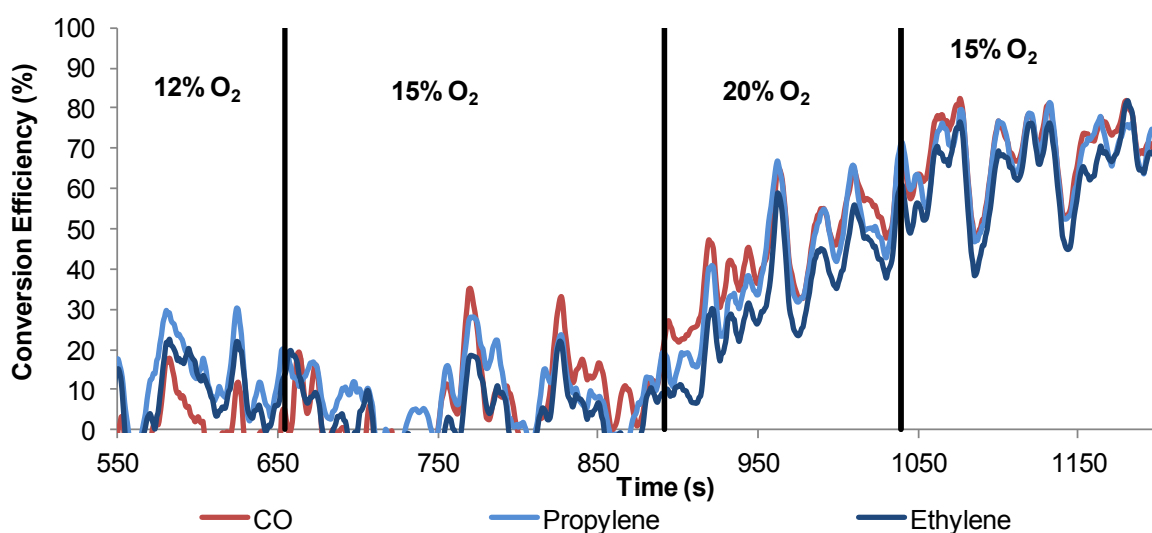 Conversion Efficiency (%)
100
90
80
70
60
50
40
30
20
10
0
12% O₂
15% O₂
20% O₂
15% O₂
550
650
750
850
950
1050
1150
Time (s)
CO
Propylene
Ethylene